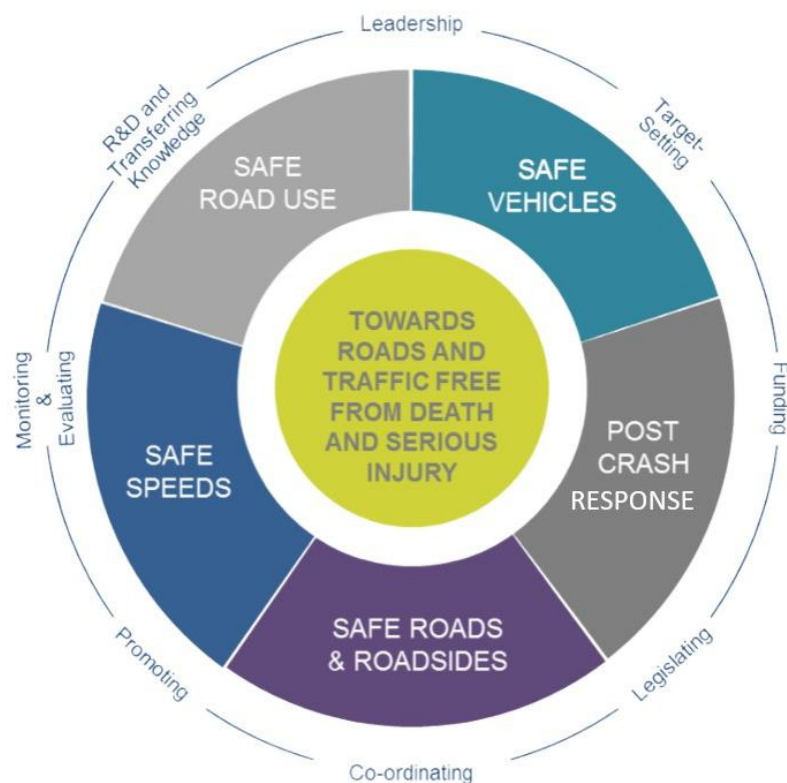 Leadership
Target-
Setting
Funding
Legislating
Co-ordinating
Promoting
Monitoring
&
Evaluating
R&D and
Transferring
Knowledge
SAFE
VEHICLES
POST
CRASH
RESPONSE
SAFE ROADS
& ROADSIDES
SAFE
SPEEDS
SAFE
ROAD USE
TOWARDS
ROADS AND
TRAFFIC FREE
FROM DEATH
AND SERIOUS
INJURY